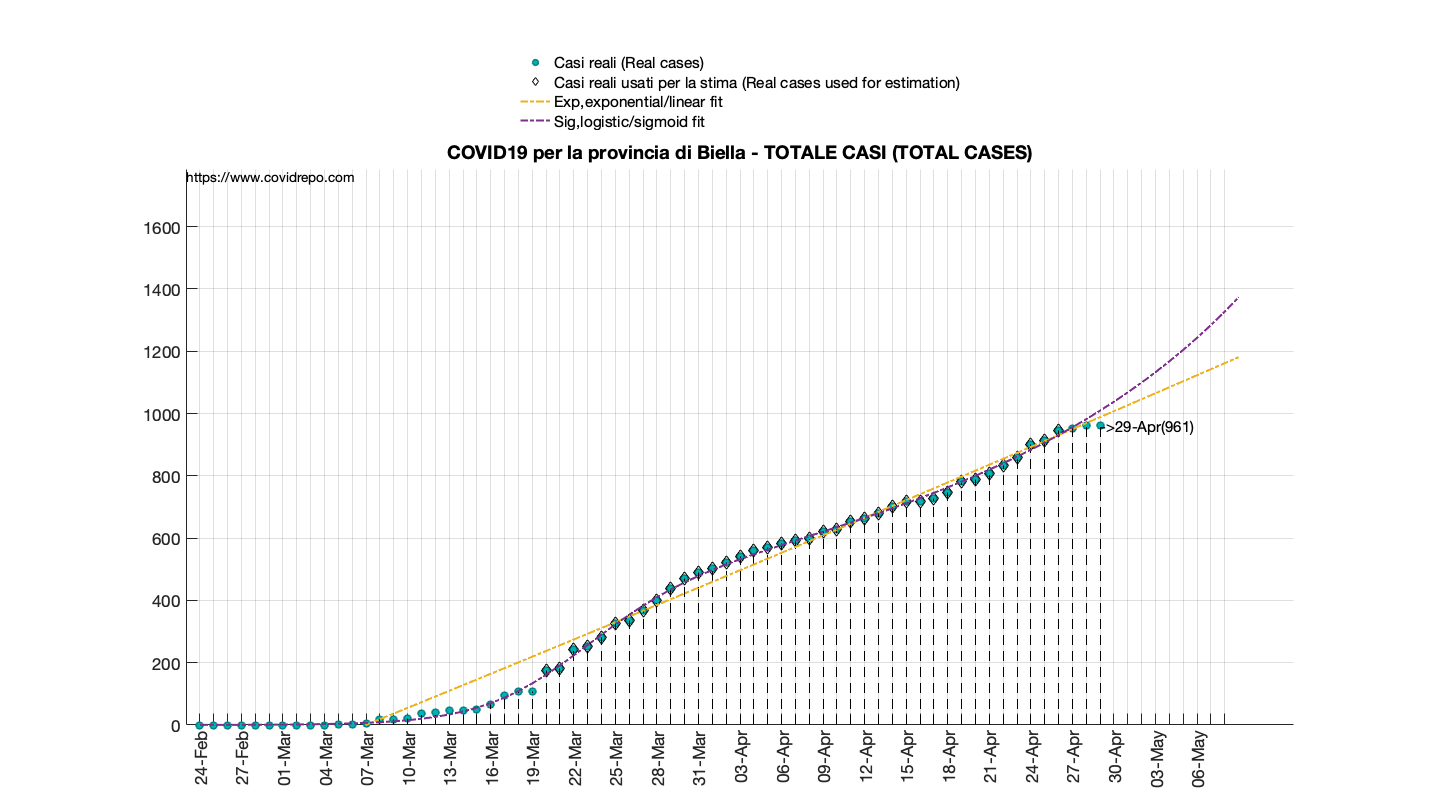 Casi reali (Real cases)
Casi reali usati per la stima (Real cases used for estimation)
Exp,exponential/linear fit
Sig,logistic/sigmoid fit
COVID19 per la provincia di Biella - TOTALE CASI (TOTAL CASES)
https://www.covidrepo.com
1600
1400
1200
1000
>29-Apr(961)
800
600
400
200
0
24-Feb
27-Feb
01-Mar
04-Mar
07-Mar
10-Mar
13-Mar
16-Mar
19-Mar
22-Mar
25-Mar
28-Mar
31-Mar
03-Apr
06-Apr
09-Apr
12-Apr
15-Apr
18-Apr
21-Apr
24-Apr
27-Apr
30-Apr
03-May
06-May